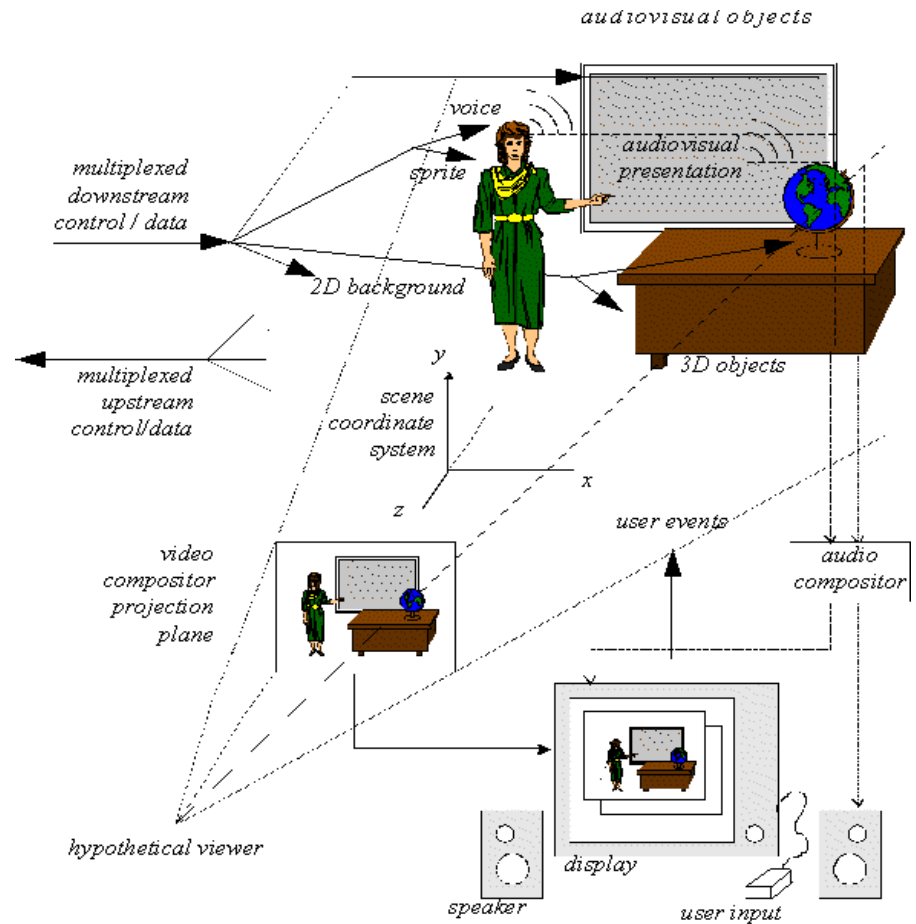 audiovisual objects
voice
sprite
audiovisual
presentation
multiplexed
downstream
control / data
2D background
3D objects
multiplexed
upstream
control/data
y
scene
coordinate
system
x
z
user events
video
compositor
projection
plane
audio
compositor
hypothetical viewer
display
speaker
user input